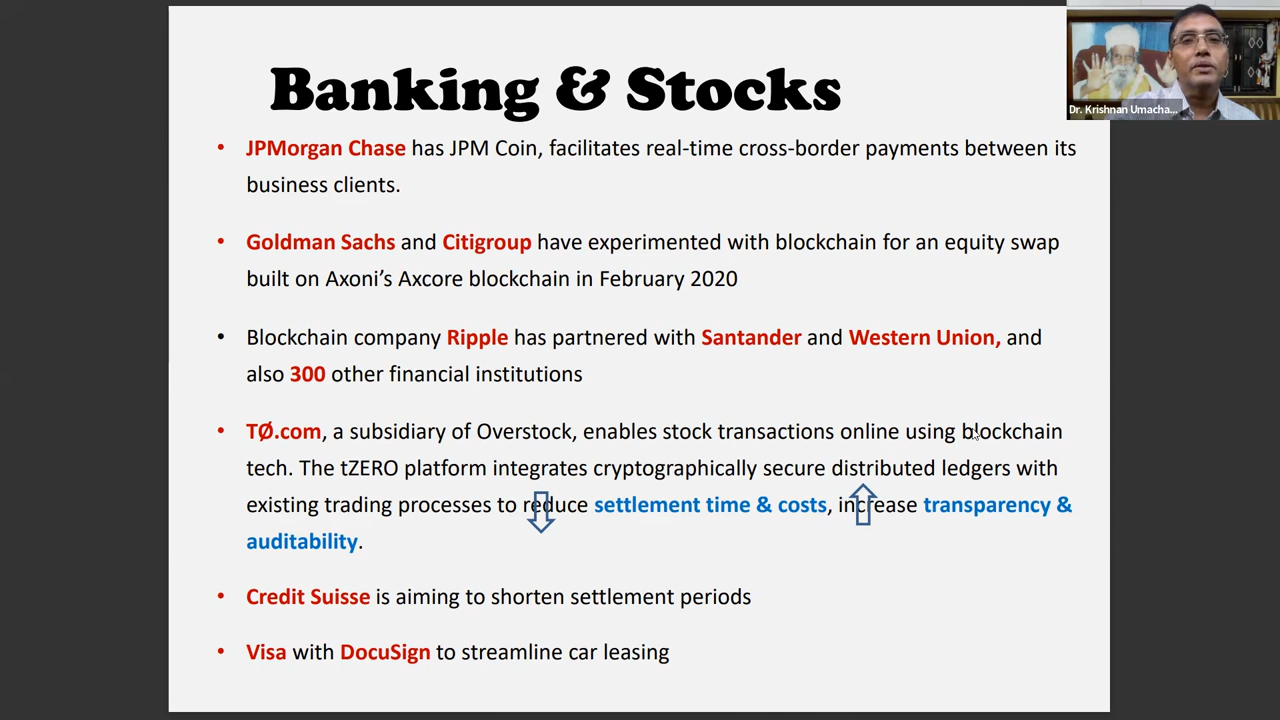 Banking & Stocks
Dr. Krishnan Umacha...
• JPMorgan Chase has JPM Coin, facilitates real-time cross-border payments between its
business clients.
• Goldman Sachs and Citigroup have experimented with blockchain for an equity swap
built on Axoni’s Axcore blockchain in February 2020
• Blockchain company Ripple has partnered with Santander and Western Union, and
also 300 other financial institutions
• TØ.com, a subsidiary of Overstock, enables stock transactions online using blockchain
tech. The tZERO platform integrates cryptographically secure distributed ledgers with
existing trading processes to reduce settlement time & costs, increase transparency &
auditability.
• Credit Suisse is aiming to shorten settlement periods
• Visa with DocuSign to streamline car leasing